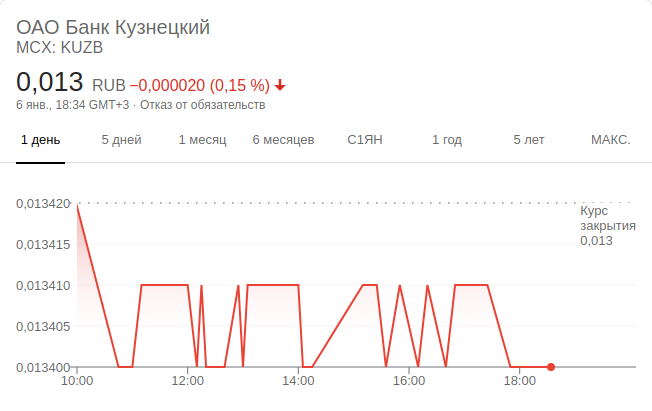 ОАО Банк Кузнецкий
MCX: KUZB
0,013 RUB −0,000020 (0,15 %)
6 янв., 18:34 GMT+3 · Отказ от обязательств
1 день 5 дней 1 месяц 6 месяцев С1ЯН 1 год 5 лет МАКС.
0,013420
Курс
закрытия
0,013
0,013415
0,013410
0,013405
0,013400
10:00 12:00 14:00 16:00 18:00